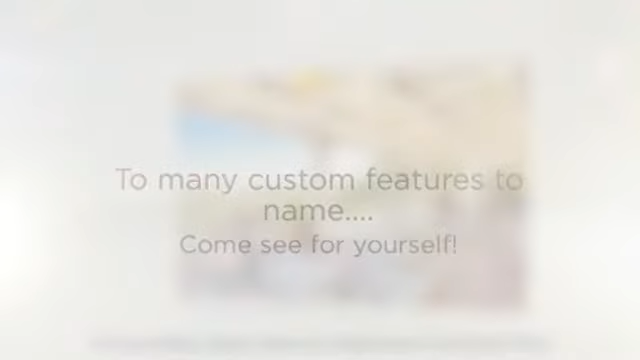 To many custom features to
name....
Come see for yourself!